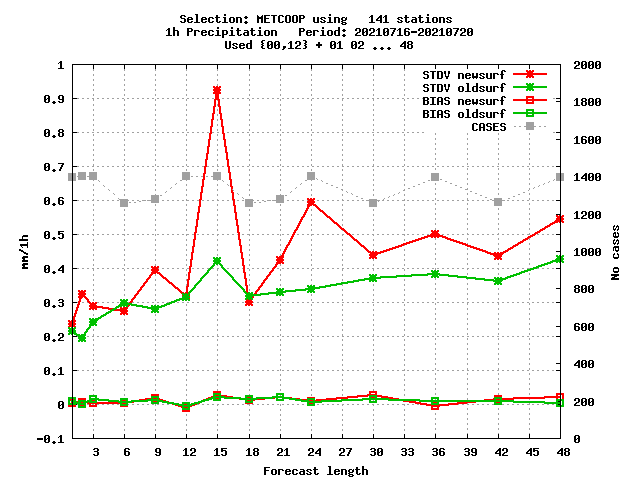 Selection: METCOOP using   141 stations
1h Precipitation   Period: 20210716-20210720
Used {00,12} + 01 02 ... 48
STDV newsurf
STDV oldsurf
BIAS newsurf
BIAS oldsurf
CASES
1
0.9
0.8
0.7
0.6
0.5
0.4
0.3
0.2
0.1
0
-0.1
mm/1h
2000
1800
1600
1400
1200
1000
800
600
400
200
0
No cases
3 6 9 12 15 18 21 24 27 30 33 36 39 42 45 48
Forecast length